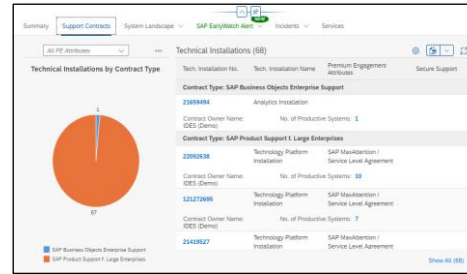 Summary Support Contracts System Landscape SAP EarlyWatch Alert NEW Incidents Services
All PE Attributes
Technical Installations (68)
Technical Installations by Contract Type
Tech. Installation No. Tech. Installation Name Premium Engagement Attributes Secure Support
Contract Type: SAP Business Objects Enterprise Support
21659494 Analytics Installation
Contract Owner Name: IDES (Demo) No. of Productive Systems: 1
Contract Type: SAP Product Support f. Large Enterprises
22092638 Technology Platform Installation SAP MaxAttention / Service Level Agreement
Contract Owner Name: IDES (Demo) No. of Productive Systems: 10
121272695 Technology Platform Installation SAP MaxAttention / Service Level Agreement
Contract Owner Name: IDES (Demo) No. of Productive Systems: 7
21419527 Technology Platform Installation SAP MaxAttention / Service Level Agreement
Show All (68)
1
67
SAP Business Objects Enterprise Support
SAP Product Support f. Large Enterprises